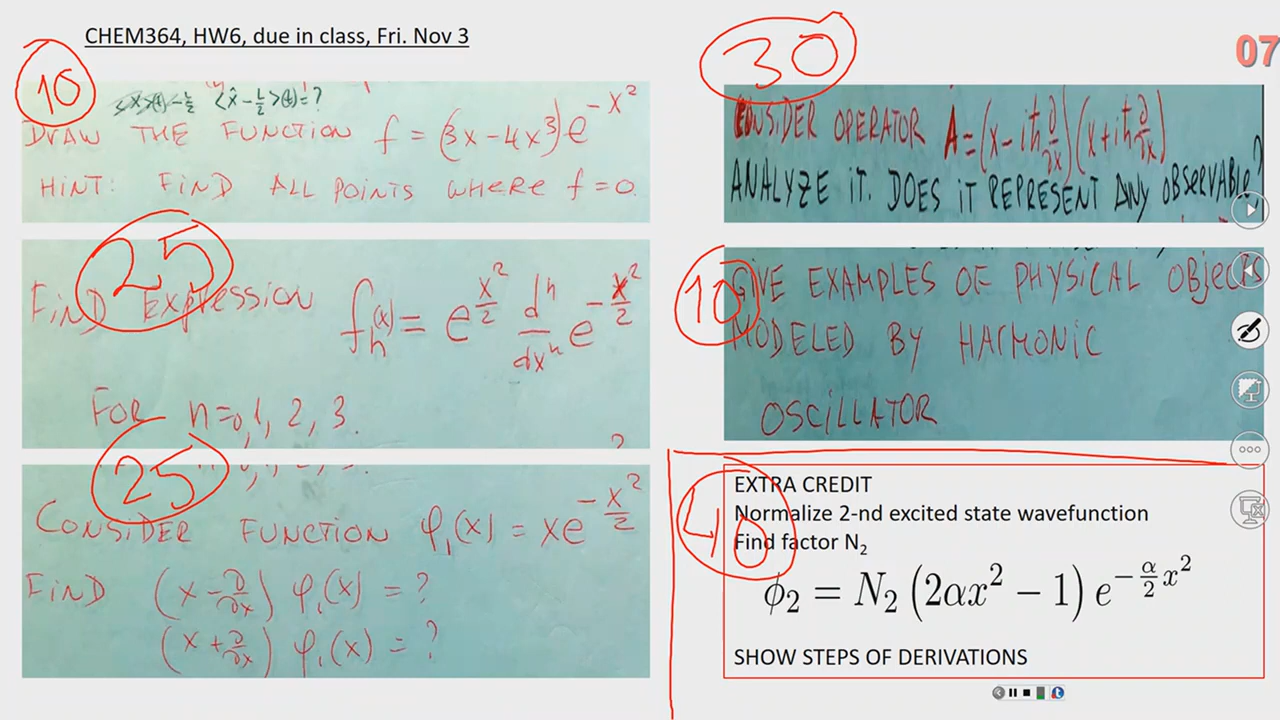 CHEM364, HW6, due in class, Fri. Nov 3
10
<x>(t) - L/2 <x̂ - L/2>(t) = ?
DRAW THE FUNCTION f = (3x - 4x³)e^{-x²}
HINT: FIND ALL POINTS WHERE f = 0.
25
FIND EXPRESSION f_n(x) = e^{x²/2} dⁿ/dxⁿ e^{-x²/2}
FOR n=0,1, 2, 3.
25
CONSIDER FUNCTION φ₁(x) = xe^{-x²/2}
FIND (x - ∂/∂x) φ₁(x) = ?
(x + ∂/∂x) φ₁(x) = ?
30
07
CONSIDER OPERATOR A = (x - iħ ∂/∂x)(x + iħ ∂/∂x)
ANALYZE IT. DOES IT REPRESENT ANY OBSERVABLE?
10
GIVE EXAMPLES OF PHYSICAL OBJECTS
MODELED BY HARMONIC
OSCILLATOR
40
EXTRA CREDIT
Normalize 2-nd excited state wavefunction
Find factor N₂
ϕ₂ = N₂ (2αx² − 1) e^{−α/2 x²}
SHOW STEPS OF DERIVATIONS